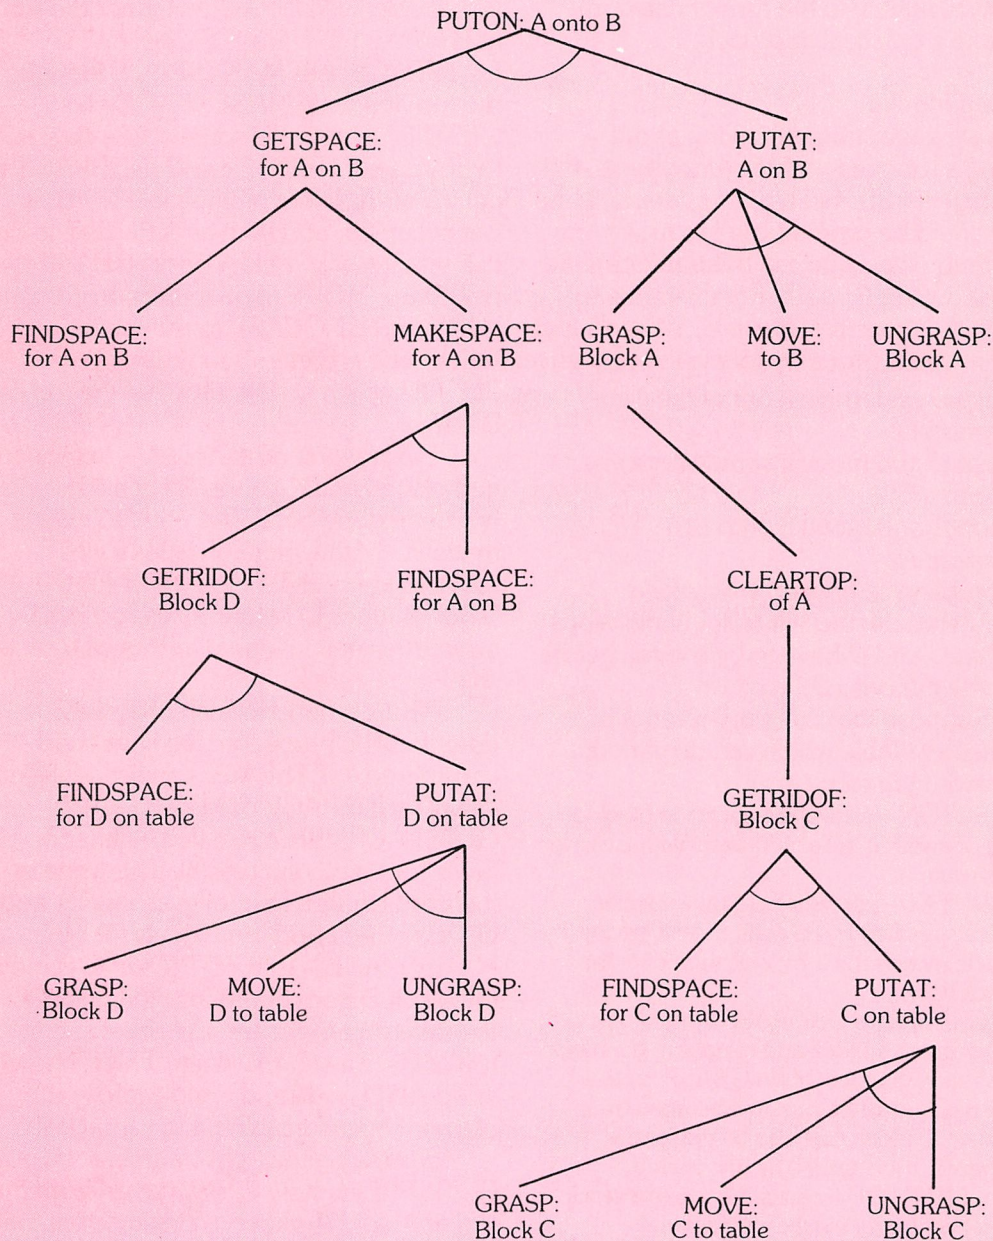 PUTON: A onto B
GETSPACE:
for A on B
PUTAT:
A on B
FINDSPACE:
for A on B
MAKESPACE:
for A on B
GRASP:
Block A
MOVE:
to B
UNGRASP:
Block A
GETRIDOF:
Block D
FINDSPACE:
for A on B
CLEARTOP:
of A
FINDSPACE:
for D on table
PUTAT:
D on table
GETRIDOF:
Block C
GRASP:
Block D
MOVE:
D to table
UNGRASP:
Block D
FINDSPACE:
for C on table
PUTAT:
C on table
GRASP:
Block C
MOVE:
C to table
UNGRASP:
Block C